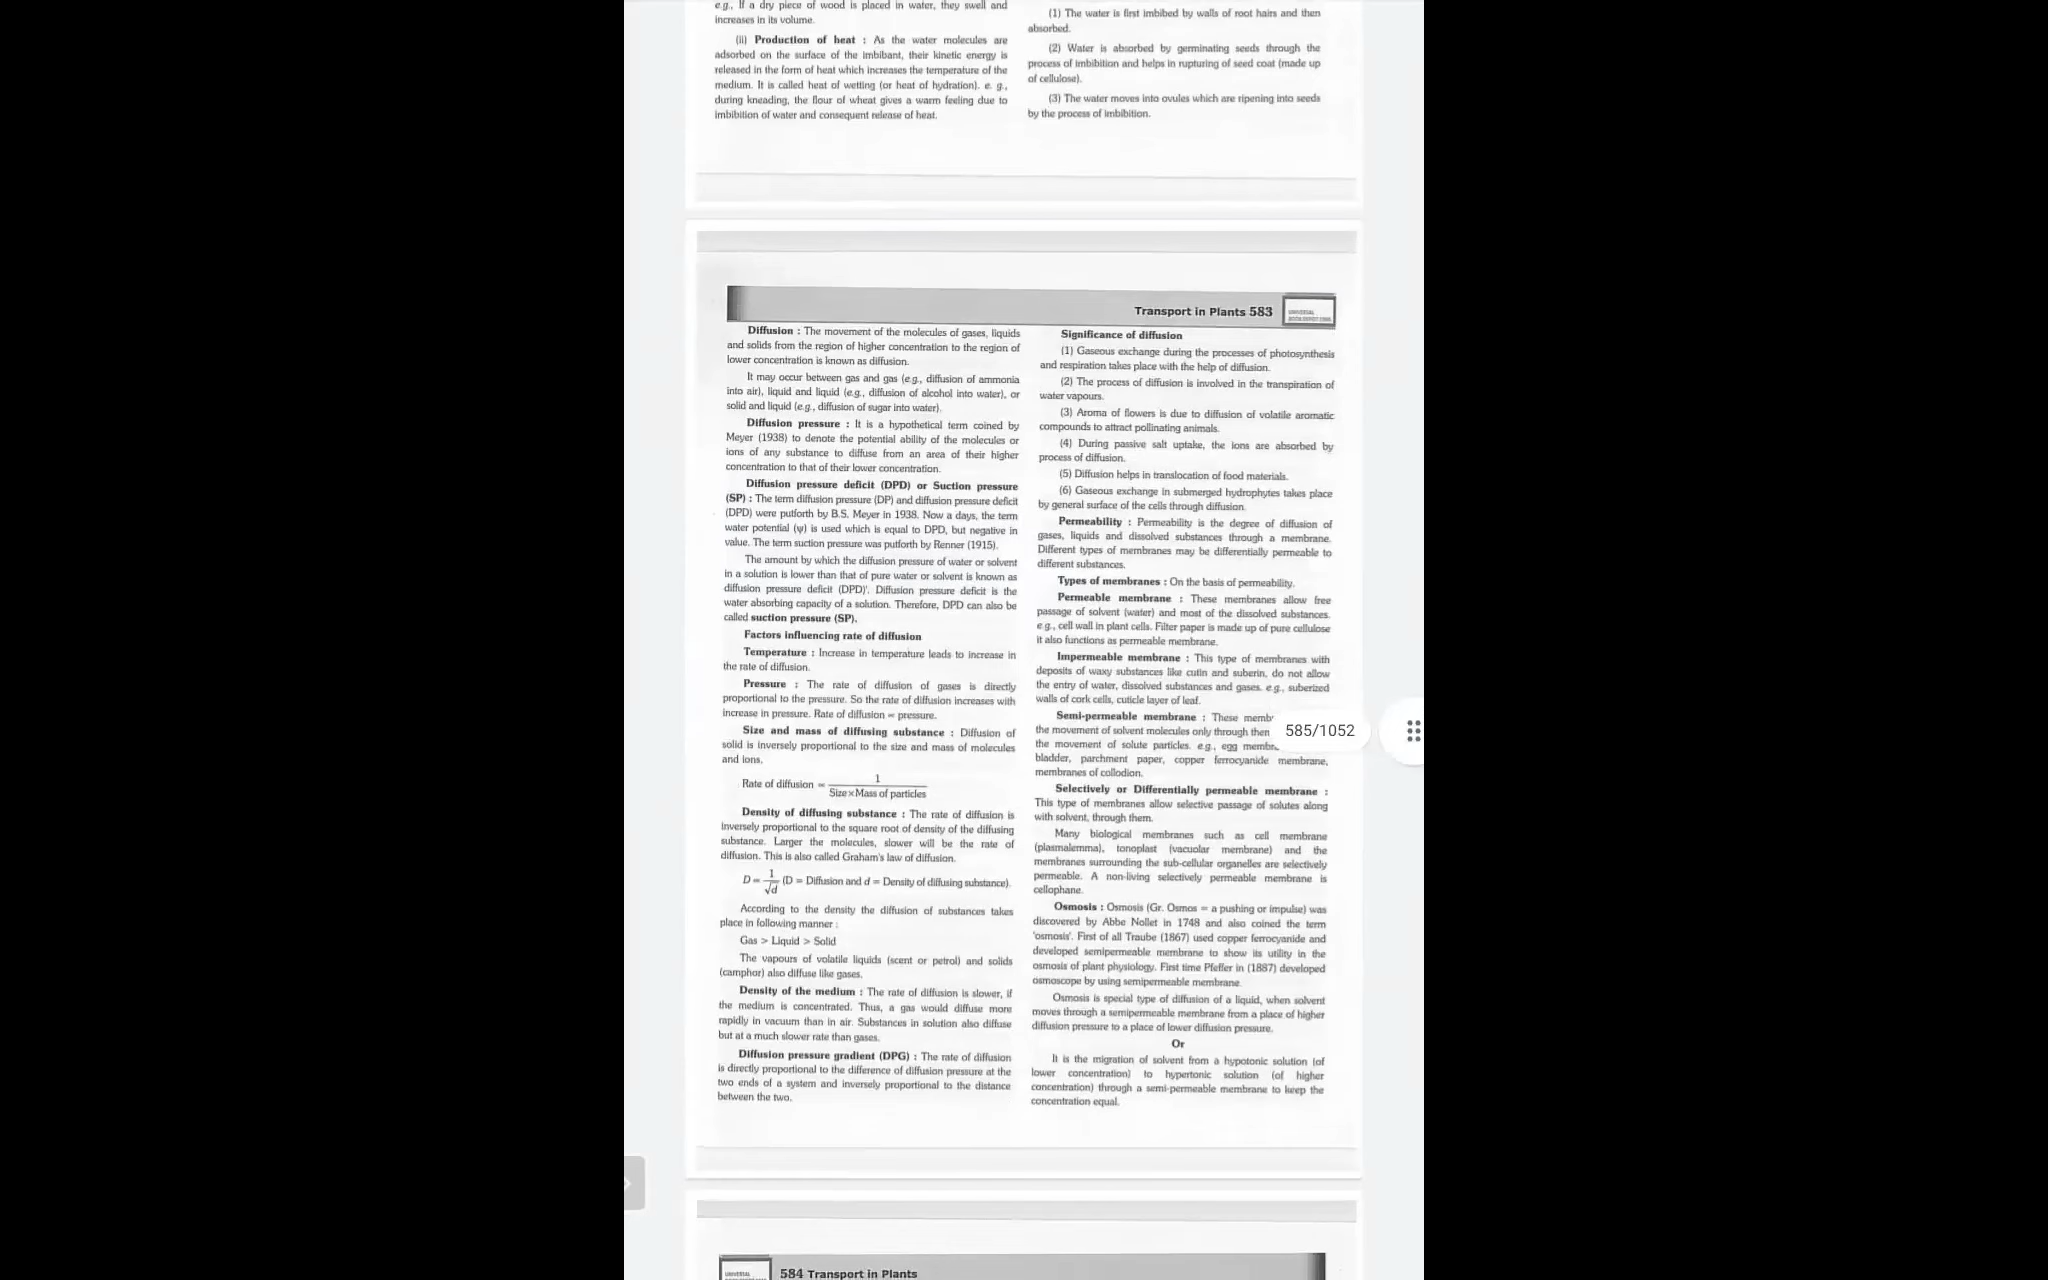 e.g., If a dry piece of wood is placed in water, they swell and
increases in its volume.
(ii) Production of heat : As the water molecules are
adsorbed on the surface of the imbibant, their kinetic energy is
released in the form of heat which increases the temperature of the
medium. It is called heat of wetting (or heat of hydration). e. g.,
during kneading, the flour of wheat gives a warm feeling due to
imbibition of water and consequent release of heat.
(1) The water is first imbibed by walls of root hairs and then
absorbed.
(2) Water is absorbed by germinating seeds through the
process of imbibition and helps in rupturing of seed coat (made up
of cellulose).
(3) The water moves into ovules which are ripening into seeds
by the process of imbibition.
Transport in Plants 583
UNIVERSAL
BOOK DEPOT 1960
Diffusion : The movement of the molecules of gases, liquids
and solids from the region of higher concentration to the region of
lower concentration is known as diffusion.
It may occur between gas and gas (e.g., diffusion of ammonia
into air), liquid and liquid (e.g., diffusion of alcohol into water), or
solid and liquid (e.g., diffusion of sugar into water).
Diffusion pressure : It is a hypothetical term coined by
Meyer (1938) to denote the potential ability of the molecules or
ions of any substance to diffuse from an area of their higher
concentration to that of their lower concentration.
Diffusion pressure deficit (DPD) or Suction pressure
(SP) : The term diffusion pressure (DP) and diffusion pressure deficit
(DPD) were putforth by B.S. Meyer in 1938. Now a days, the term
water potential (ψ) is used which is equal to DPD, but negative in
value. The term suction pressure was putforth by Renner (1915).
The amount by which the diffusion pressure of water or solvent
in a solution is lower than that of pure water or solvent is known as
diffusion pressure deficit (DPD)'. Diffusion pressure deficit is the
water absorbing capacity of a solution. Therefore, DPD can also be
called suction pressure (SP).
Factors influencing rate of diffusion
Temperature : Increase in temperature leads to increase in
the rate of diffusion.
Pressure : The rate of diffusion of gases is directly
proportional to the pressure. So the rate of diffusion increases with
increase in pressure. Rate of diffusion ∝ pressure.
Size and mass of diffusing substance : Diffusion of
solid is inversely proportional to the size and mass of molecules
and ions.
Rate of diffusion ∝ 1 / Size×Mass of particles
Density of diffusing substance : The rate of diffusion is
inversely proportional to the square root of density of the diffusing
substance. Larger the molecules, slower will be the rate of
diffusion. This is also called Graham's law of diffusion.
D ∝ 1/√d (D = Diffusion and d = Density of diffusing substance).
According to the density the diffusion of substances takes
place in following manner :
Gas > Liquid > Solid
The vapours of volatile liquids (scent or petrol) and solids
(camphor) also diffuse like gases.
Density of the medium : The rate of diffusion is slower, if
the medium is concentrated. Thus, a gas would diffuse more
rapidly in vacuum than in air. Substances in solution also diffuse
but at a much slower rate than gases.
Diffusion pressure gradient (DPG) : The rate of diffusion
is directly proportional to the difference of diffusion pressure at the
two ends of a system and inversely proportional to the distance
between the two.
Significance of diffusion
(1) Gaseous exchange during the processes of photosynthesis
and respiration takes place with the help of diffusion.
(2) The process of diffusion is involved in the transpiration of
water vapours.
(3) Aroma of flowers is due to diffusion of volatile aromatic
compounds to attract pollinating animals.
(4) During passive salt uptake, the ions are absorbed by
process of diffusion.
(5) Diffusion helps in translocation of food materials.
(6) Gaseous exchange in submerged hydrophytes takes place
by general surface of the cells through diffusion.
Permeability : Permeability is the degree of diffusion of
gases, liquids and dissolved substances through a membrane.
Different types of membranes may be differentially permeable to
different substances.
Types of membranes : On the basis of permeability.
Permeable membrane : These membranes allow free
passage of solvent (water) and most of the dissolved substances.
e.g., cell wall in plant cells. Filter paper is made up of pure cellulose
it also functions as permeable membrane.
Impermeable membrane : This type of membranes with
deposits of waxy substances like cutin and suberin, do not allow
the entry of water, dissolved substances and gases. e.g., suberized
walls of cork cells, cuticle layer of leaf.
Semi-permeable membrane : These memb
the movement of solvent molecules only through then
the movement of solute particles. e.g., egg membr
bladder, parchment paper, copper ferrocyanide membrane,
membranes of collodion.
585/1052
Selectively or Differentially permeable membrane :
This type of membranes allow selective passage of solutes along
with solvent, through them.
Many biological membranes such as cell membrane
(plasmalemma), tonoplast (vacuolar membrane) and the
membranes surrounding the sub-cellular organelles are selectively
permeable. A non-living selectively permeable membrane is
cellophane.
Osmosis : Osmosis (Gr. Osmos = a pushing or impulse) was
discovered by Abbe Nollet in 1748 and also coined the term
'osmosis'. First of all Traube (1867) used copper ferrocyanide and
developed semipermeable membrane to show its utility in the
osmosis of plant physiology. First time Pfeffer in (1887) developed
osmoscope by using semipermeable membrane.
Osmosis is special type of diffusion of a liquid, when solvent
moves through a semipermeable membrane from a place of higher
diffusion pressure to a place of lower diffusion pressure.
Or
It is the migration of solvent from a hypotonic solution (of
lower concentration) to hypertonic solution (of higher
concentration) through a semi-permeable membrane to keep the
concentration equal.
UNIVERSAL
584 Transport in Plants